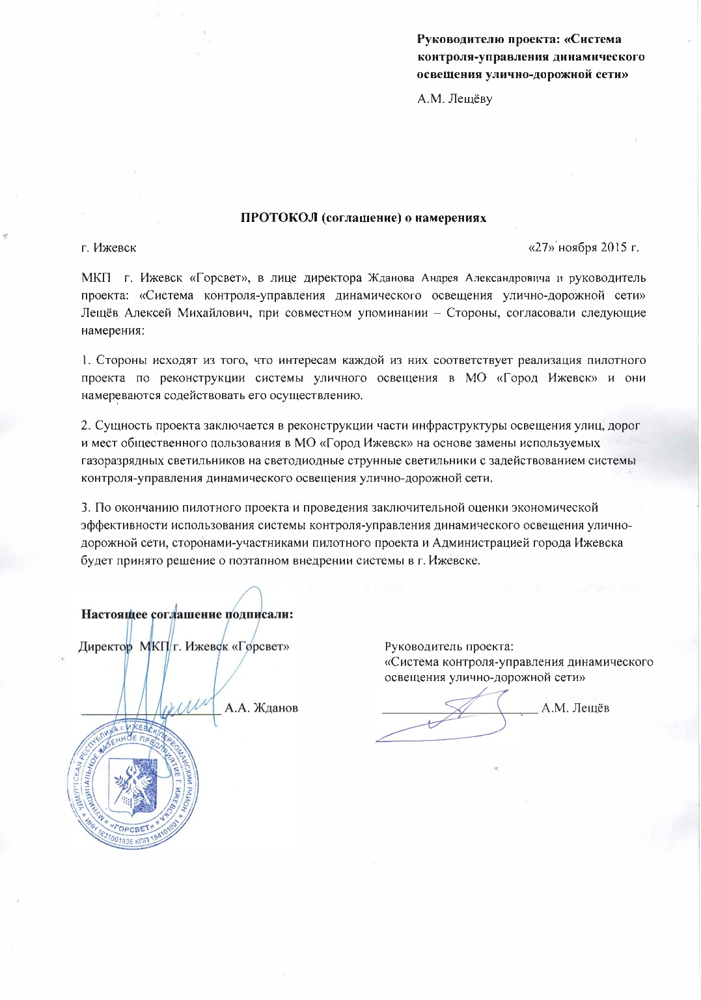 Руководителю проекта: «Система
контроля-управления динамического
освещения улично-дорожной сети»
А.М. Лещёву
ПРОТОКОЛ (соглашение) о намерениях
г. Ижевск «27» ноября 2015 г.
МКП г. Ижевск «Горсвет», в лице директора Жданова Андрея Александровича и руководитель
проекта: «Система контроля-управления динамического освещения улично-дорожной сети»
Лещёв Алексей Михайлович, при совместном упоминании – Стороны, согласовали следующие
намерения:
1. Стороны исходят из того, что интересам каждой из них соответствует реализация пилотного
проекта по реконструкции системы уличного освещения в МО «Город Ижевск» и они
намереваются содействовать его осуществлению.
2. Сущность проекта заключается в реконструкции части инфраструктуры освещения улиц, дорог
и мест общественного пользования в МО «Город Ижевск» на основе замены используемых
газоразрядных светильников на светодиодные струнные светильники с задействованием системы
контроля-управления динамического освещения улично-дорожной сети.
3. По окончанию пилотного проекта и проведения заключительной оценки экономической
эффективности использования системы контроля-управления динамического освещения улично-
дорожной сети, сторонами-участниками пилотного проекта и Администрацией города Ижевска
будет принято решение о поэтапном внедрении системы в г. Ижевске.
Настоящее соглашение подписали:
Директор МКП г. Ижевск «Горсвет»
А.А. Жданов
Руководитель проекта:
«Система контроля-управления динамического
освещения улично-дорожной сети»
А.М. Лещёв
УДМУРТСКАЯ РЕСПУБЛИКА г. ИЖЕВСК ПЕРВОМАЙСКИЙ РАЙОН
* ИНН 1831001936 КПП 184101001 *
МУНИЦИПАЛЬНОЕ КАЗЕННОЕ ПРЕДПРИЯТИЕ Г. ИЖЕВСКА
* «ГОРСВЕТ» *